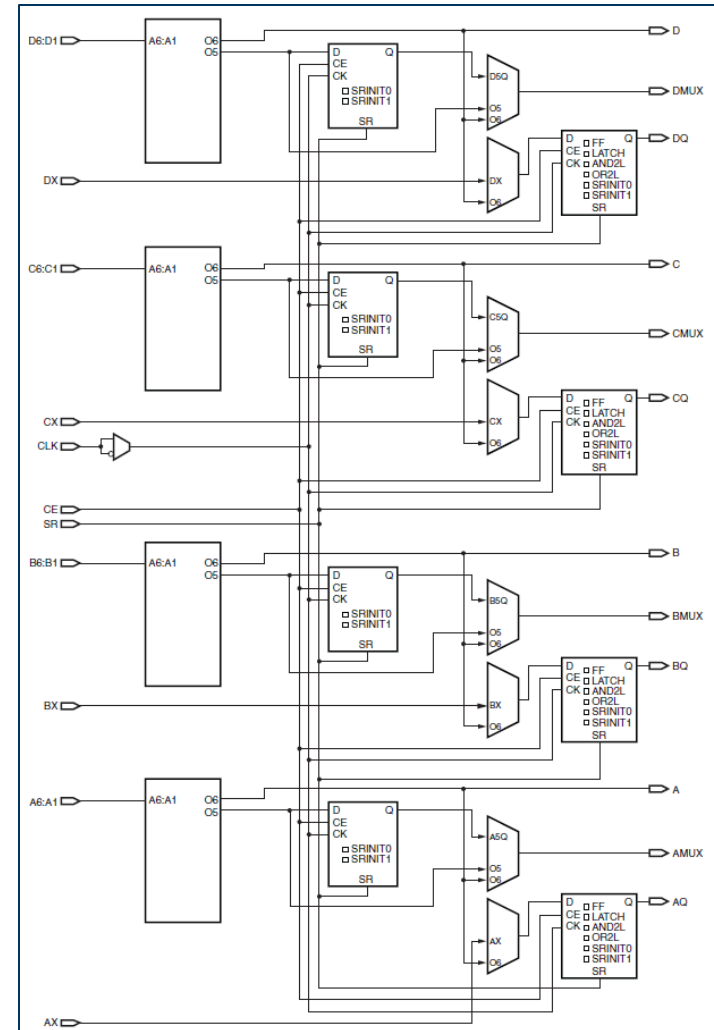 D6:D1 A6:A1 O6 D
O5 D Q
CE D5Q
CK DMUX
SRINIT0
SRINIT1 O5
O6
SR D FF Q DQ
CE LATCH
CK AND2L
DX DX OR2L
SRINIT0
O6 SRINIT1
SR
C6:C1 A6:A1 O6 C
O5 D Q
CE
CK C5Q
SRINIT0 CMUX
SRINIT1
SR O5
O6
D FF Q CQ
CE LATCH
CX CX CK AND2L
OR2L
CLK O6 SRINIT0
SRINIT1
SR
CE
SR
B6:B1 A6:A1 O6 B
O5 D Q
CE
CK B5Q
SRINIT0 BMUX
SRINIT1
O5
SR O6
D FF Q BQ
CE LATCH
CK AND2L
BX BX OR2L
SRINIT0
O6 SRINIT1
SR
A6:A1 A6:A1 O6 A
O5 D Q
CE
CK A5Q
SRINIT0 AMUX
SRINIT1
O5
SR O6
D FF Q AQ
CE LATCH
CK AND2L
AX OR2L
SRINIT0
O6 SRINIT1
SR
AX